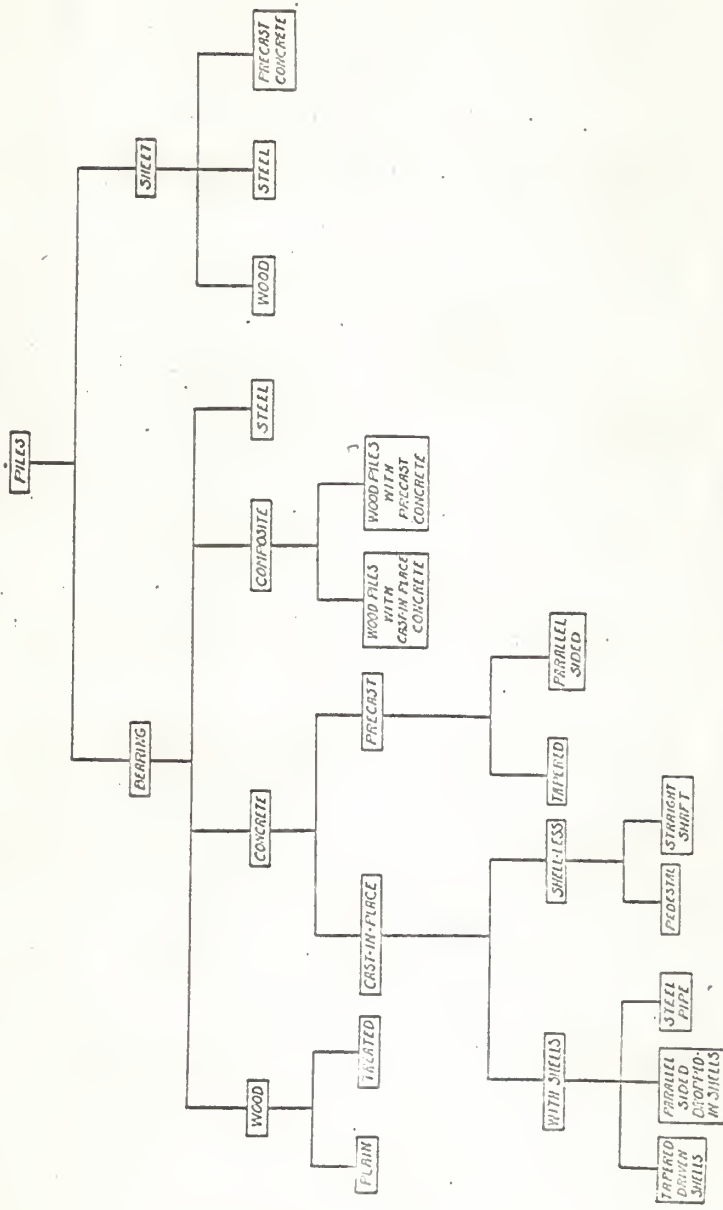 PILES
BEARING
SHEET
WOOD
CONCRETE
COMPOSITE
STEEL
WOOD
STEEL
PRECAST
CONCRETE
PLAIN
TREATED
CAST-IN-PLACE
PRECAST
WOOD PILES
WITH
CAST-IN PLACE
CONCRETE
WOOD PILES
WITH
PRECAST
CONCRETE
WITH SHELLS
SHELL-LESS
TAPERED
PARALLEL
SIDED
TAPERED
DRIVEN
SHELLS
PARALLEL
SIDED
DROPPED-
IN SHELLS
STEEL
PIPE
PEDESTAL
STRAIGHT
SHAFT